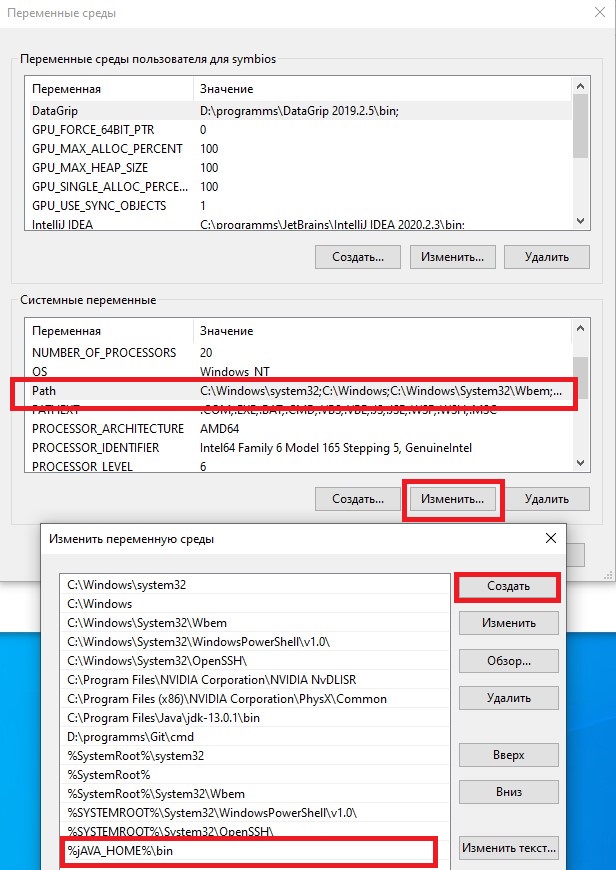 Переменные среды
Переменные среды пользователя для symbios
Переменная Значение
DataGrip D:\programms\DataGrip 2019.2.5\bin;
GPU_FORCE_64BIT_PTR 0
GPU_MAX_ALLOC_PERCENT 100
GPU_MAX_HEAP_SIZE 100
GPU_SINGLE_ALLOC_PERCE... 100
GPU_USE_SYNC_OBJECTS 1
IntelliJ IDEA C:\programms\JetBrains\IntelliJ IDEA 2020.2.3\bin;
Создать... Изменить... Удалить
Системные переменные
Переменная Значение
NUMBER_OF_PROCESSORS 20
OS Windows_NT
Path C:\Windows\system32;C:\Windows;C:\Windows\System32\Wbem;...
PATHEXT .COM;.EXE;.BAT;.CMD;.VBS;.VBE;.JS;.JSE;.WSF;.WSH;.MSC
PROCESSOR_ARCHITECTURE AMD64
PROCESSOR_IDENTIFIER Intel64 Family 6 Model 165 Stepping 5, GenuineIntel
PROCESSOR_LEVEL 6
Создать... Изменить... Удалить
Изменить переменную среды
C:\Windows\system32
C:\Windows
C:\Windows\System32\Wbem
C:\Windows\System32\WindowsPowerShell\v1.0\
C:\Windows\System32\OpenSSH\
C:\Program Files\NVIDIA Corporation\NVIDIA NvDLISR
C:\Program Files (x86)\NVIDIA Corporation\PhysX\Common
C:\Program Files\Java\jdk-13.0.1\bin
D:\programms\Git\cmd
%SystemRoot%\system32
%SystemRoot%
%SystemRoot%\System32\Wbem
%SYSTEMROOT%\System32\WindowsPowerShell\v1.0\
%SYSTEMROOT%\System32\OpenSSH\
%jAVA_HOME%\bin
Создать
Изменить
Обзор...
Удалить
Вверх
Вниз
Изменить текст...